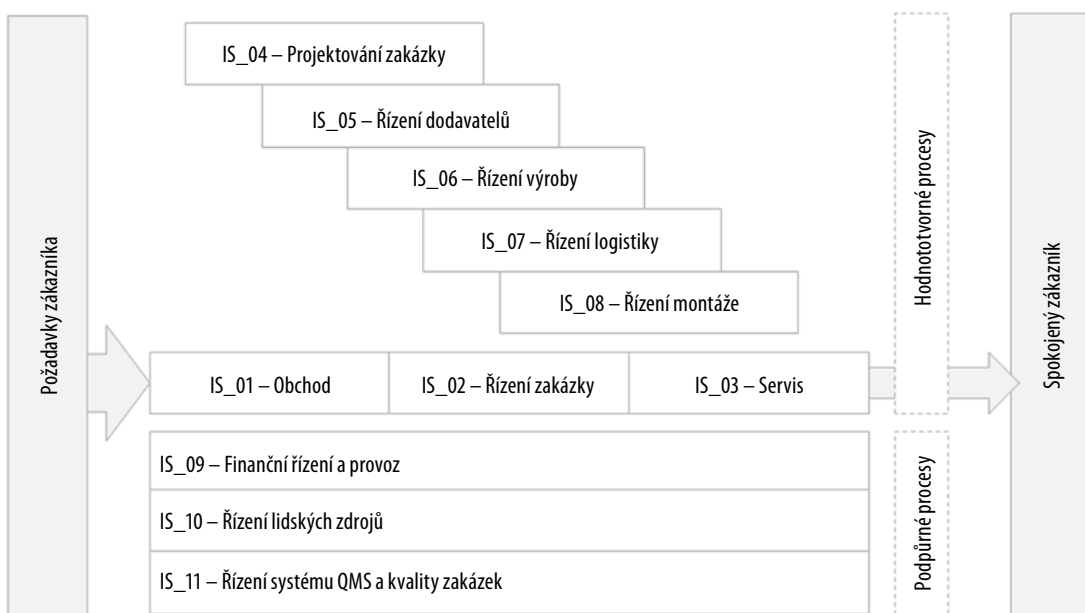 Požadavky zákazníka
IS_04 – Projektování zakázky
IS_05 – Řízení dodavatelů
IS_06 – Řízení výroby
IS_07 – Řízení logistiky
IS_08 – Řízení montáže
IS_01 – Obchod
IS_02 – Řízení zakázky
IS_03 – Servis
IS_09 – Finanční řízení a provoz
IS_10 – Řízení lidských zdrojů
IS_11 – Řízení systému QMS a kvality zakázek
Hodnototvorné procesy
Podpůrné procesy
Spokojený zákazník